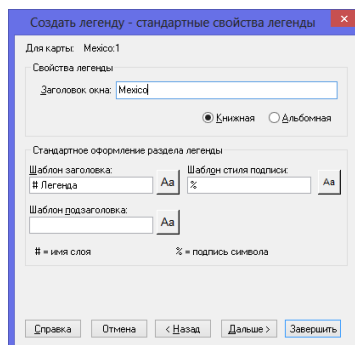 Создать легенду - стандартные свойства легенды
Для карты: Mexico:1
Свойства легенды
Заголовок окна: Mexico
Книжная Альбомная
Стандартное оформление раздела легенды
Шаблон заголовка: Шаблон стиля подписи:
# Легенда Aa % Aa
Шаблон подзаголовка:
Aa
# = имя слоя % = подпись символа
Справка Отмена < Назад Дальше > Завершить